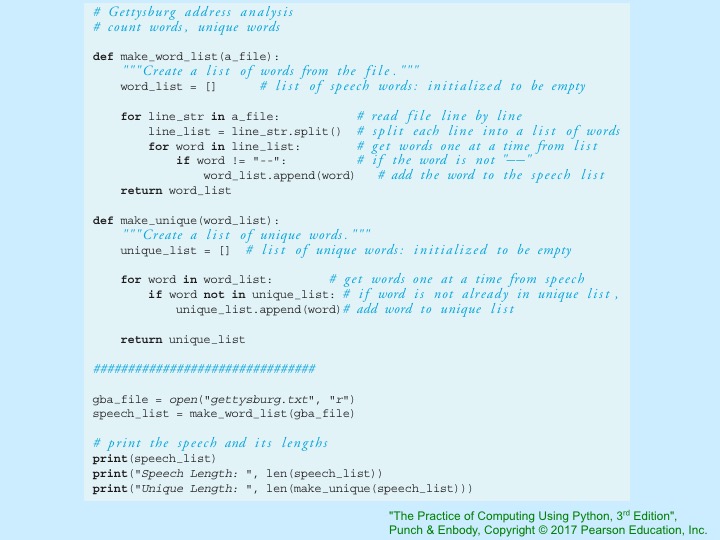 # Gettysburg address analysis
# count words, unique words
def make_word_list(a_file):
    """Create a list of words from the file."""
    word_list = []      # list of speech words: initialized to be empty
    for line_str in a_file:            # read file line by line
        line_list = line_str.split()  # split each line into a list of words
        for word in line_list:        # get words one at a time from list
            if word != "--":          # if the word is not "--"
                word_list.append(word)   # add the word to the speech list
    return word_list
def make_unique(word_list):
    """Create a list of unique words."""
    unique_list = []  # list of unique words: initialized to be empty
    for word in word_list:        # get words one at a time from speech
        if word not in unique_list: # if word is not already in unique list,
            unique_list.append(word)# add word to unique list
    return unique_list
################################
gba_file = open("gettysburg.txt", "r")
speech_list = make_word_list(gba_file)
# print the speech and its lengths
print(speech_list)
print("Speech Length: ", len(speech_list))
print("Unique Length: ", len(make_unique(speech_list)))
"The Practice of Computing Using Python, 3rd Edition",
Punch & Enbody, Copyright © 2017 Pearson Education, Inc.